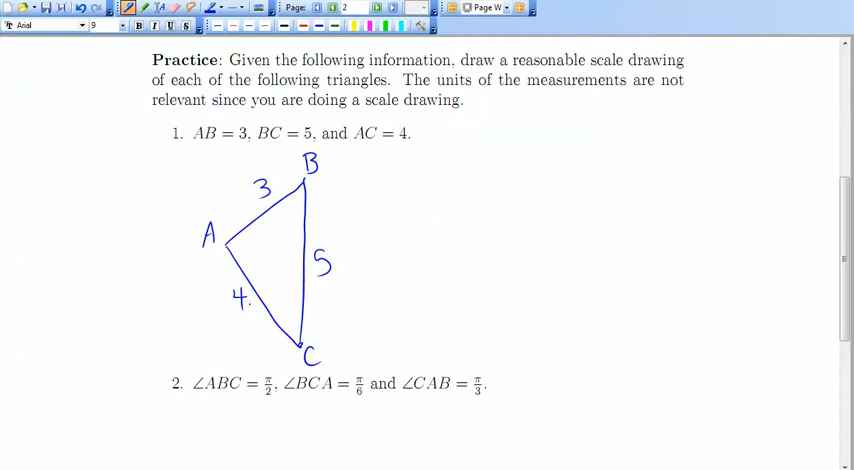 Page: 2 Page W
Arial 9 B I U S
Practice: Given the following information, draw a reasonable scale drawing
of each of the following triangles. The units of the measurements are not
relevant since you are doing a scale drawing.
1. AB = 3, BC = 5, and AC = 4.
B
3
A
5
4.
C
2. ∠ABC = π/2, ∠BCA = π/6 and ∠CAB = π/3.